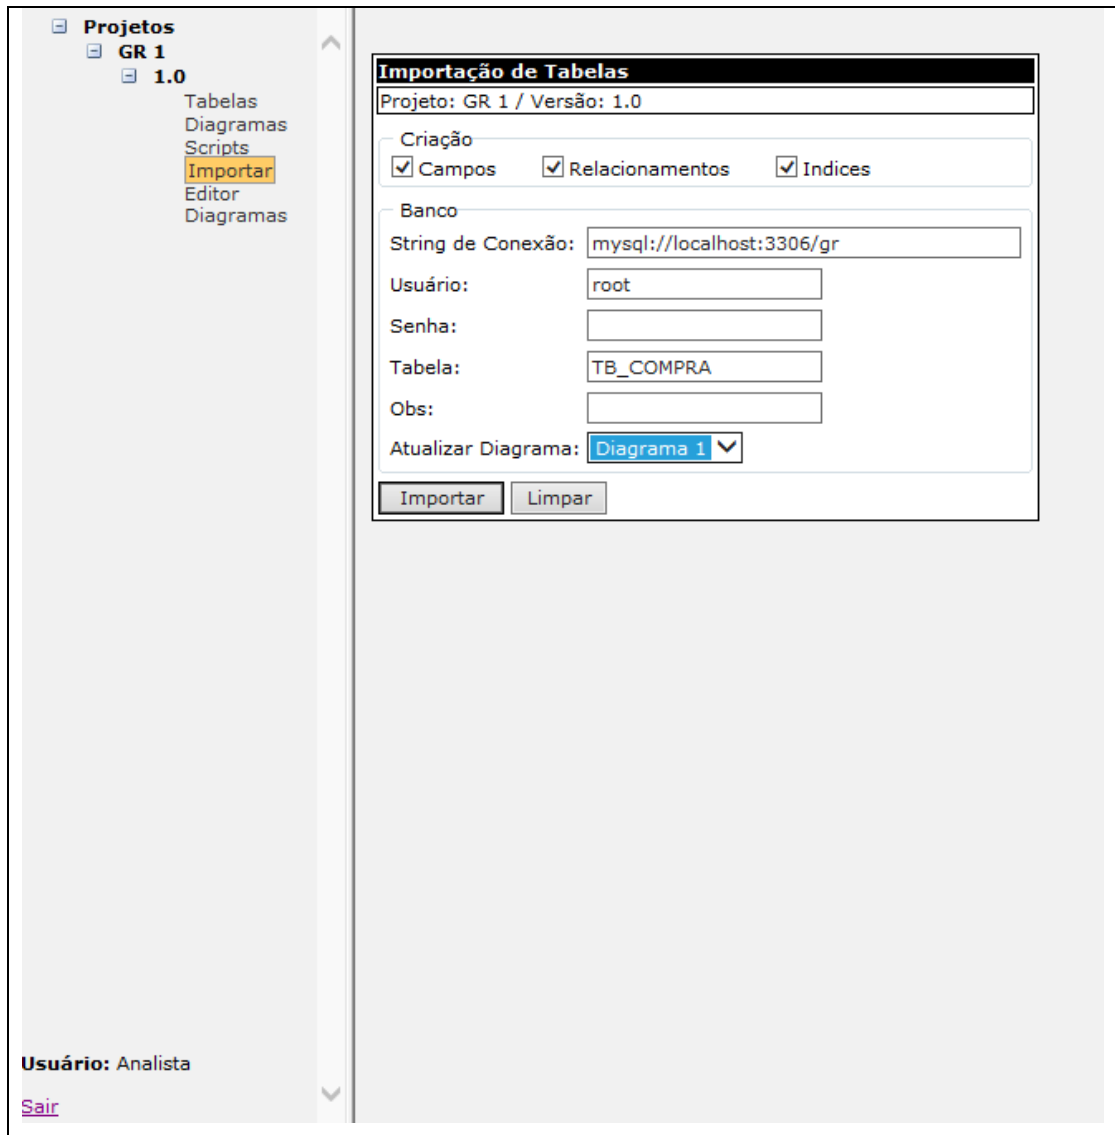 Projetos
GR 1
1.0
Tabelas
Diagramas
Scripts
Importar
Editor
Diagramas
Usuário: Analista
Sair
Importação de Tabelas
Projeto: GR 1 / Versão: 1.0
Criação
Campos Relacionamentos Indices
Banco
String de Conexão: mysql://localhost:3306/gr
Usuário: root
Senha:
Tabela: TB_COMPRA
Obs:
Atualizar Diagrama: Diagrama 1
Importar Limpar